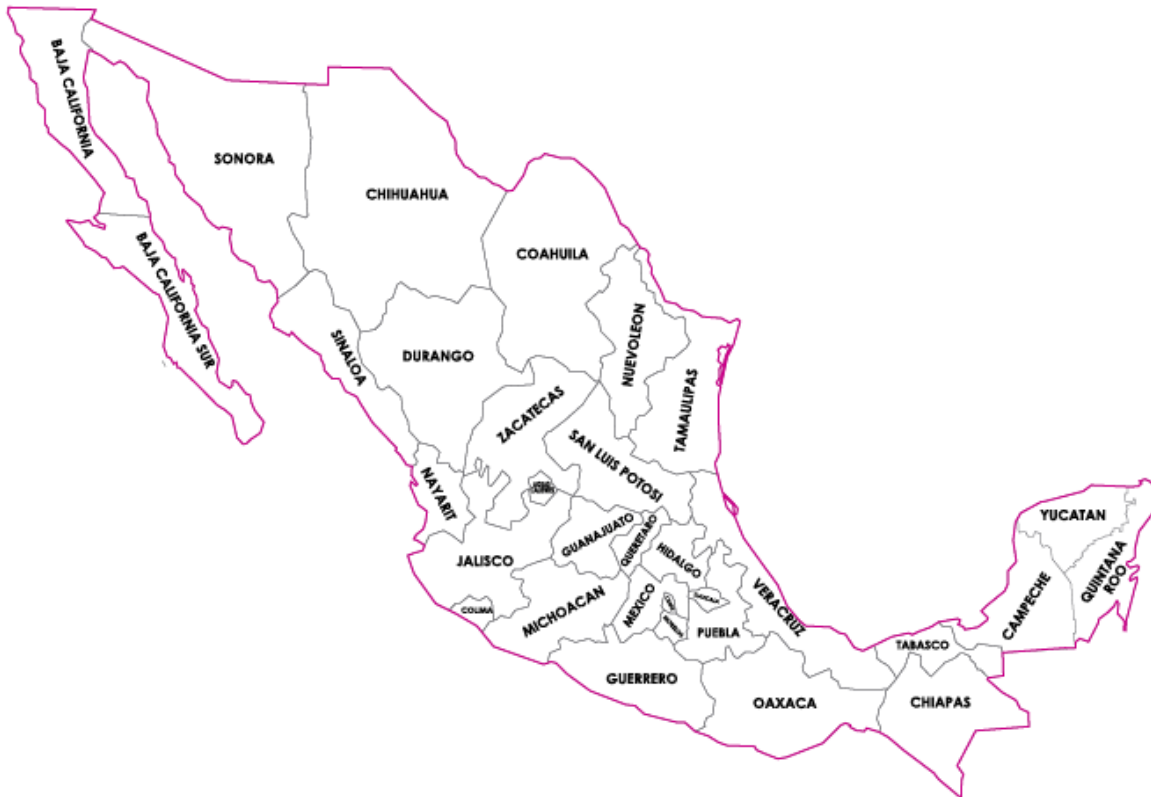 BAJA CALIFORNIA
SONORA
CHIHUAHUA
COAHUILA
BAJA CALIFORNIA SUR
SINALOA
DURANGO
NUEVOLEON
TAMAULIPAS
ZACATECAS
SAN LUIS POTOSI
NAYARIT
JALISCO
GUANAJUATO
QUERETARO
HIDALGO
COLIMA
MICHOACAN
MEXICO
PUEBLA
VERACRUZ
GUERRERO
OAXACA
TABASCO
CHIAPAS
CAMPECHE
YUCATAN
QUINTANA
ROO